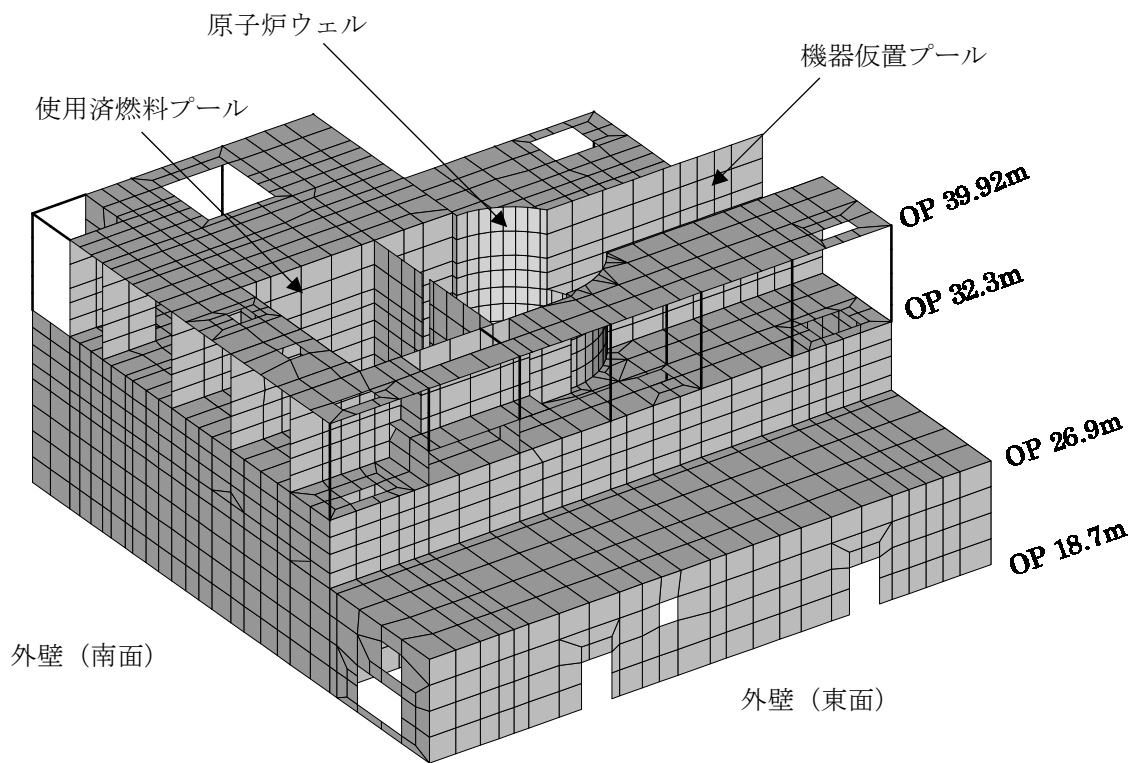 原子炉ウェル
機器仮置プール
使用済燃料プール
OP 39.92m
OP 32.3m
OP 26.9m
OP 18.7m
外壁（南面）
外壁（東面）